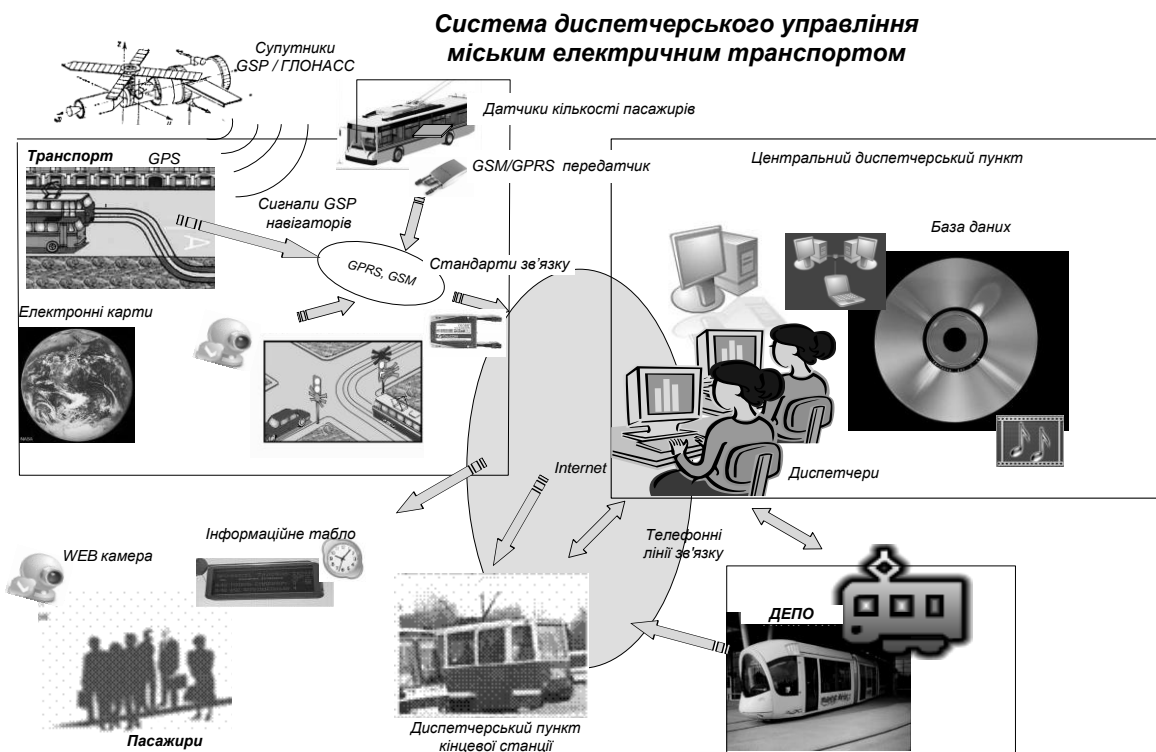 Система диспетчерського управління
міським електричним транспортом
Супутники
GSP / ГЛОНАСС
Датчики кількості пасажирів
Транспорт
GPS
GSM/GPRS передатчик
Центральний диспетчерський пункт
Сигнали GSP
навігаторів
База даних
GPRS, GSM
Стандарти зв’язку
Електронні карти
NASA
Internet
Диспетчери
Інформаційне табло
Телефонні
лінії зв'язку
WEB камера
ДЕПО
Диспетчерський пункт
кінцевої станції
Пасажири